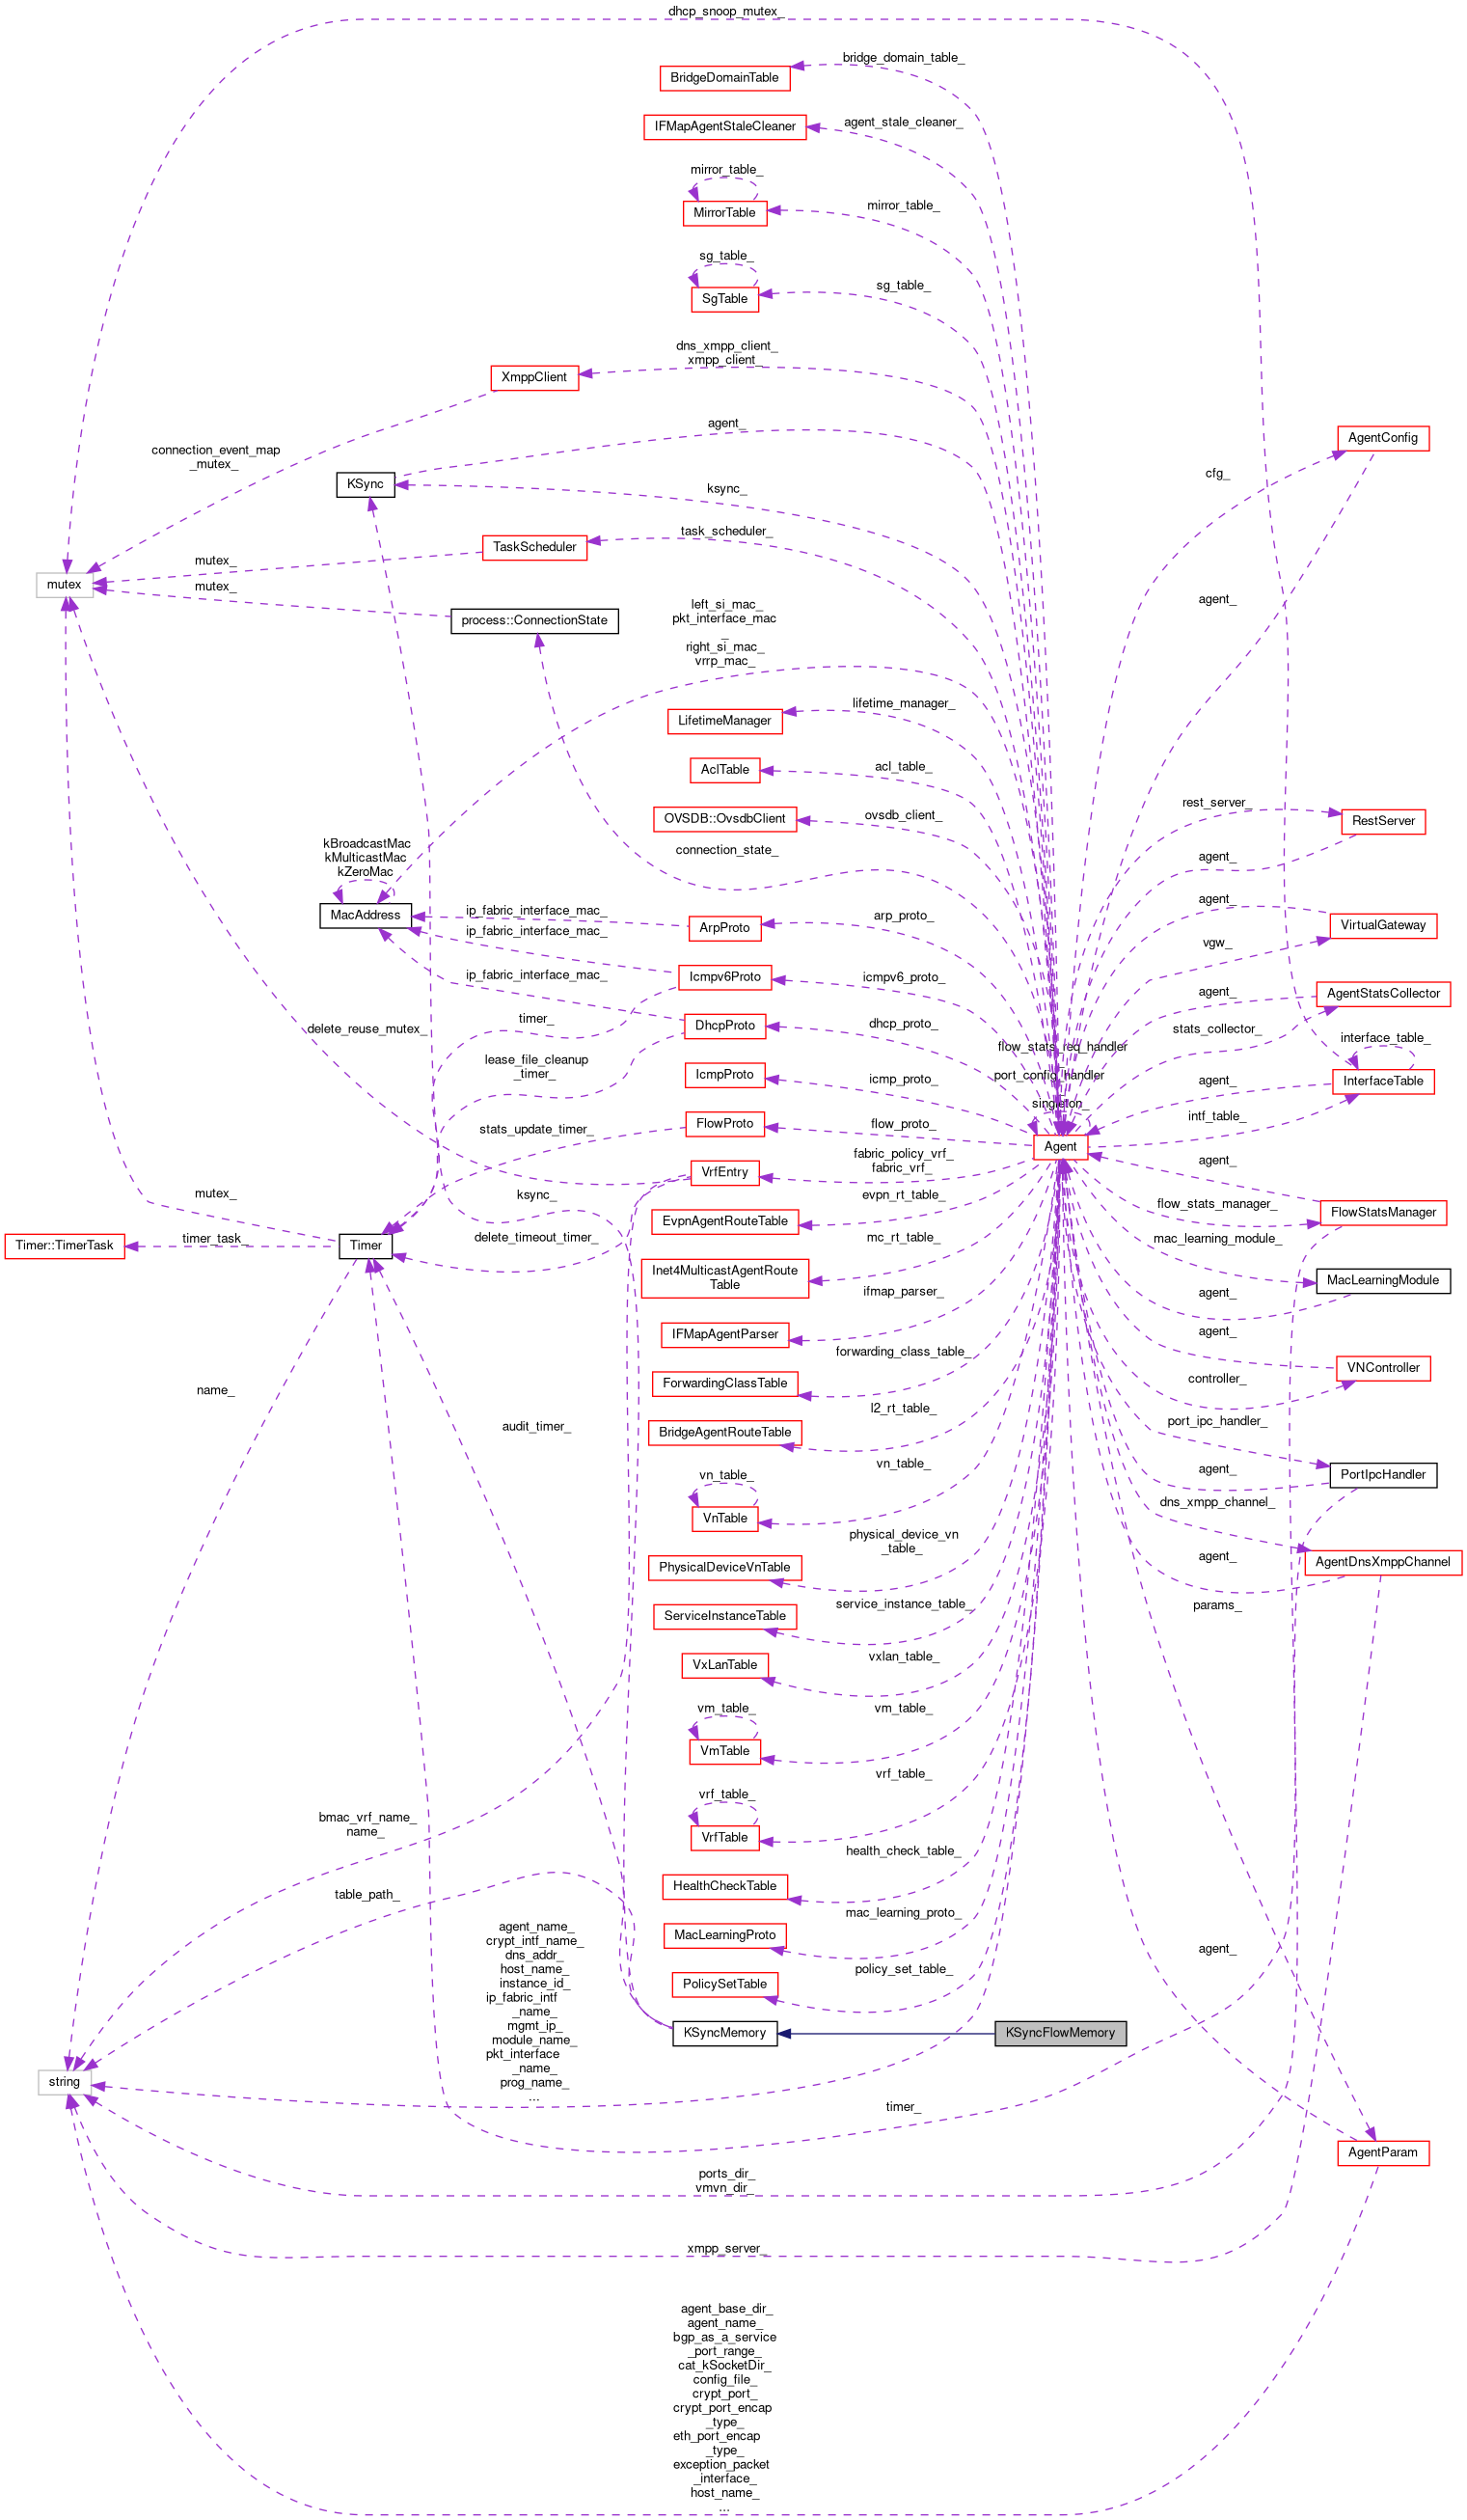 dhcp_snoop_mutex_
bridge_domain_table_
BridgeDomainTable
agent_stale_cleaner_
IFMapAgentStaleCleaner
mirror_table_
MirrorTable
mirror_table_
sg_table_
SgTable
sg_table_
dns_xmpp_client_
xmpp_client_
XmppClient
connection_event_map
_mutex_
agent_
KSync
ksync_
AgentConfig
cfg_
task_scheduler_
TaskScheduler
mutex_
mutex
mutex_
process::ConnectionState
agent_
left_si_mac_
pkt_interface_mac
_
right_si_mac_
vrrp_mac_
lifetime_manager_
LifetimeManager
acl_table_
AclTable
ovsdb_client_
OVSDB::OvsdbClient
connection_state_
rest_server_
RestServer
agent_
kBroadcastMac
kMulticastMac
kZeroMac
MacAddress
ip_fabric_interface_mac_
ArpProto
arp_proto_
agent_
VirtualGateway
vgw_
ip_fabric_interface_mac_
Icmpv6Proto
icmpv6_proto_
ip_fabric_interface_mac_
timer_
DhcpProto
dhcp_proto_
agent_
AgentStatsCollector
stats_collector_
delete_reuse_mutex_
lease_file_cleanup
_timer_
IcmpProto
icmp_proto_
flow_stats_req_handler
port_config_handler
singleton_
interface_table_
InterfaceTable
agent_
intf_table_
stats_update_timer_
FlowProto
flow_proto_
Agent
fabric_policy_vrf_
fabric_vrf_
VrfEntry
agent_
flow_stats_manager_
FlowStatsManager
mutex_
ksync_
EvpnAgentRouteTable
evpn_rt_table_
Timer::TimerTask
timer_task_
Timer
delete_timeout_timer_
mc_rt_table_
Inet4MulticastAgentRoute
Table
mac_learning_module_
MacLearningModule
agent_
ifmap_parser_
IFMapAgentParser
forwarding_class_table_
ForwardingClassTable
agent_
VNController
controller_
name_
audit_timer_
l2_rt_table_
BridgeAgentRouteTable
port_ipc_handler_
PortIpcHandler
agent_
vn_table_
VnTable
vn_table_
dns_xmpp_channel_
AgentDnsXmppChannel
agent_
physical_device_vn
_table_
PhysicalDeviceVnTable
service_instance_table_
ServiceInstanceTable
params_
vxlan_table_
VxLanTable
vm_table_
VmTable
vm_table_
vrf_table_
VrfTable
vrf_table_
bmac_vrf_name_
name_
health_check_table_
HealthCheckTable
table_path_
mac_learning_proto_
MacLearningProto
agent_
policy_set_table_
PolicySetTable
agent_name_
crypt_intf_name_
dns_addr_
host_name_
instance_id_
ip_fabric_intf
_name_
mgmt_ip_
module_name_
pkt_interface
_name_
prog_name_
...
KSyncMemory
KSyncFlowMemory
string
timer_
AgentParam
ports_dir_
vmvn_dir_
xmpp_server_
agent_base_dir_
agent_name_
bgp_as_a_service
_port_range_
cat_kSocketDir_
config_file_
crypt_port_
crypt_port_encap
_type_
eth_port_encap
_type_
exception_packet
_interface_
host_name_
...